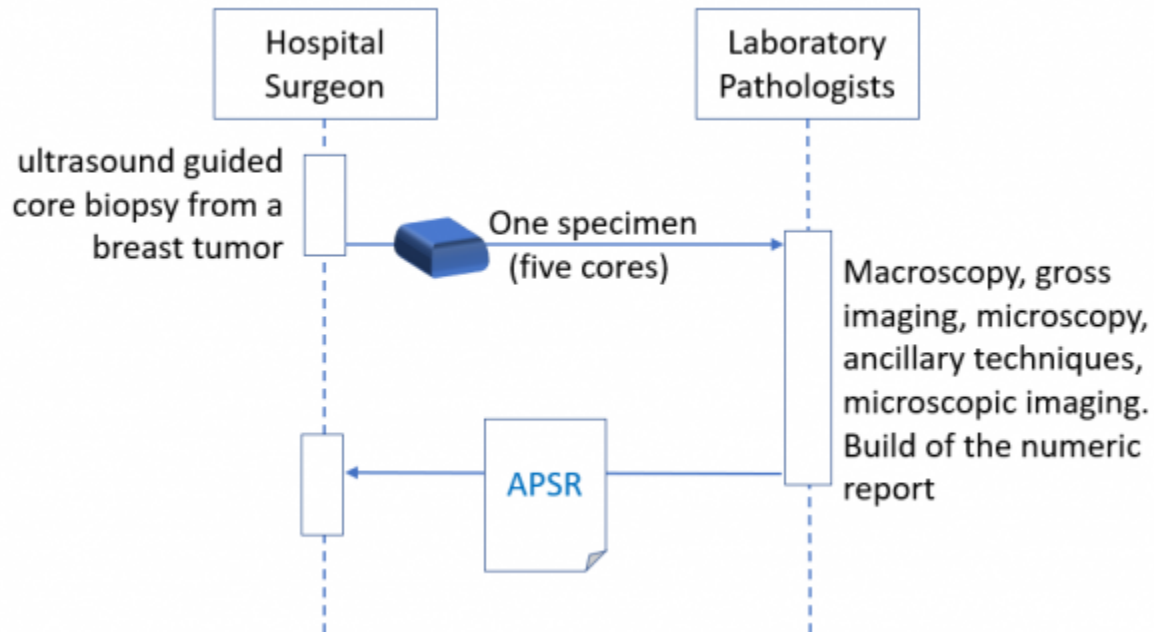 Hospital
Surgeon
Laboratory
Pathologists
ultrasound guided
core biopsy from a
breast tumor
One specimen
(five cores)
Macroscopy, gross
imaging, microscopy,
ancillary techniques,
microscopic imaging.
Build of the numeric
report
APSR